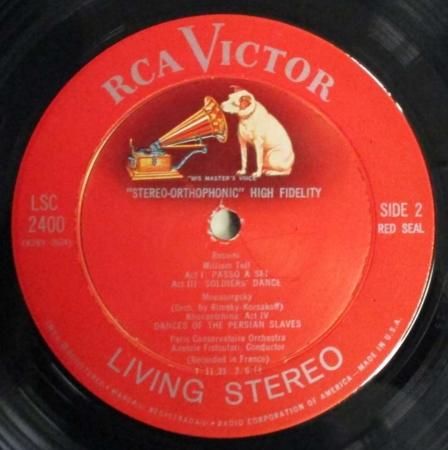 RCA VICTOR
"HIS MASTER'S VOICE"
"STEREO-ORTHOPHONIC" HIGH FIDELITY
LSC
2400
SIDE 2
RED SEAL
Rossini
William Tell
Act I: PASSO A SEI
Act III: SOLDIERS' DANCE
Moussorgsky
(Orch. by Rimsky-Korsakoff)
Khovantchina: Act IV
DANCES OF THE PERSIAN SLAVES
Paris Conservatoire Orchestra
Anatole Fistoulari, Conductor
(Recorded in France)
LIVING STEREO
RADIO CORPORATION OF AMERICA - MADE IN U.S.A.